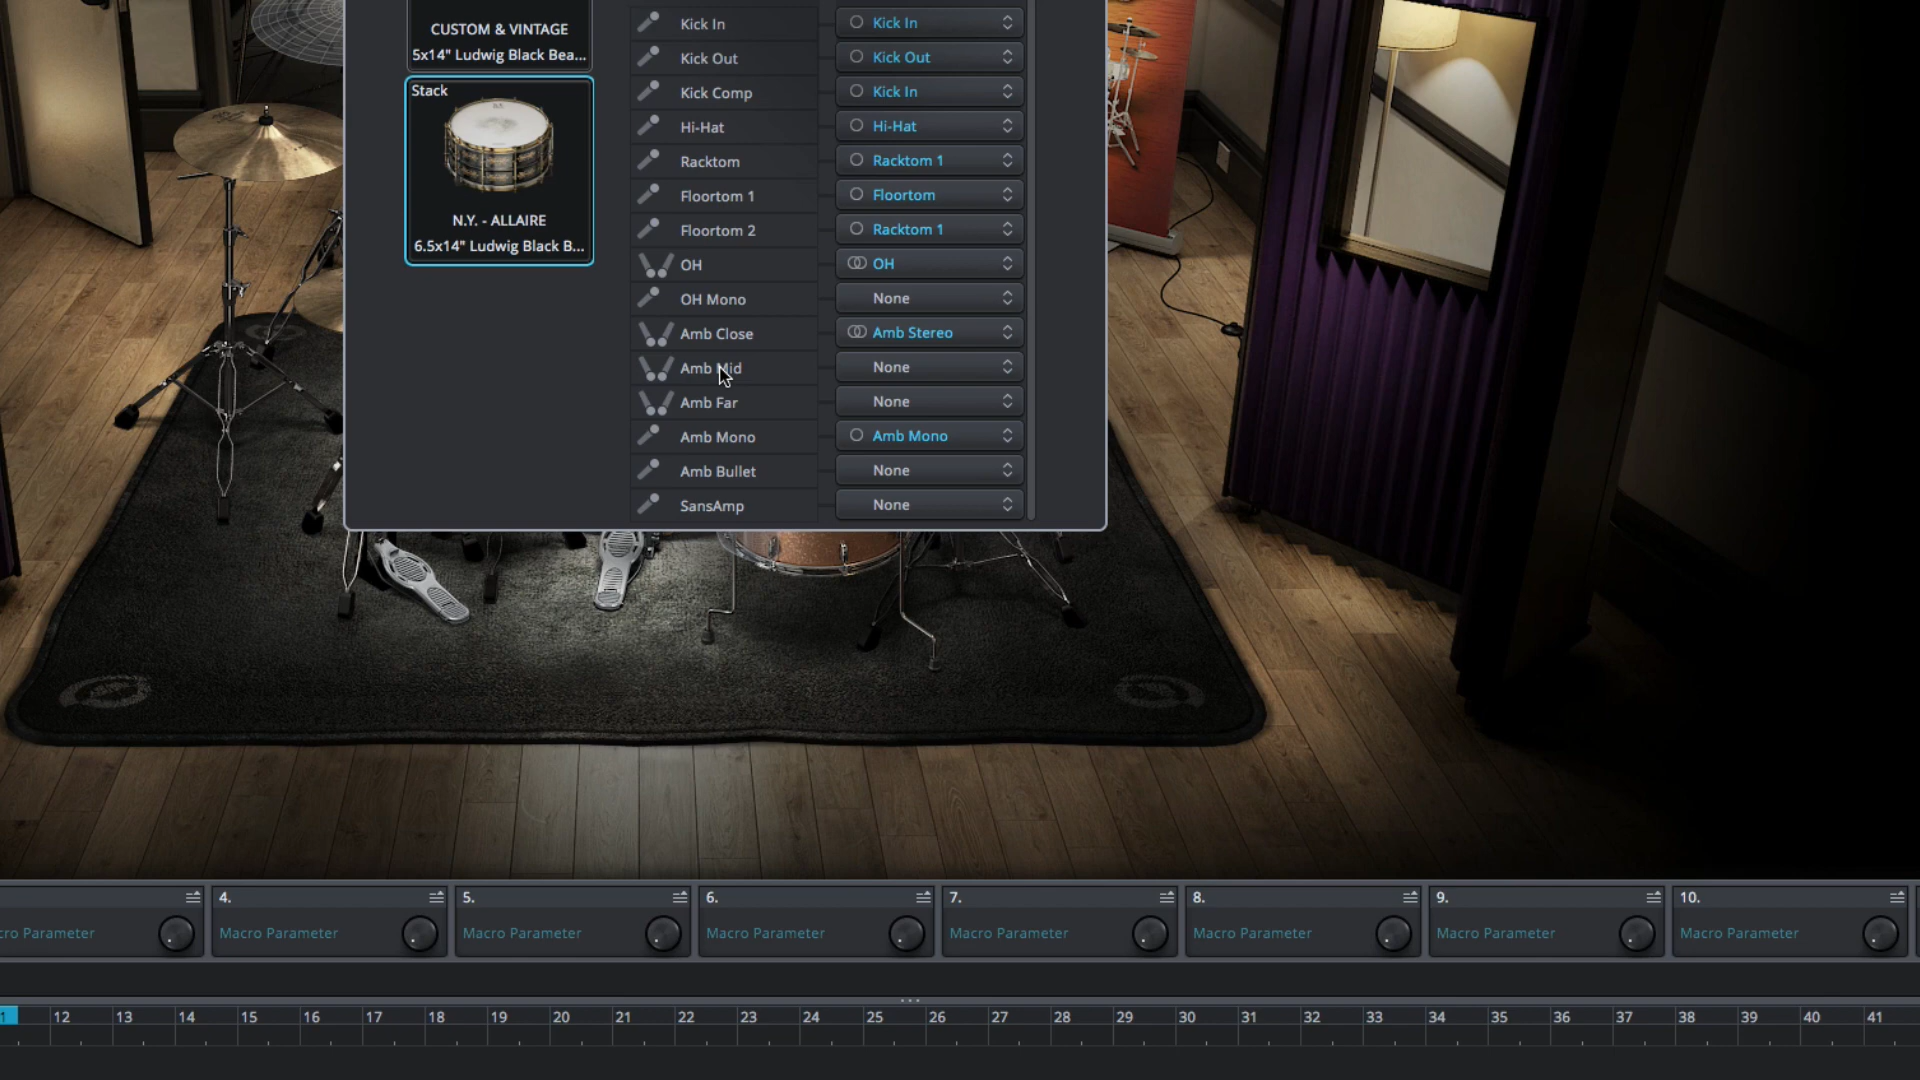 CUSTOM & VINTAGE
5x14" Ludwig Black Bea...
Stack
N.Y. - ALLAIRE
6.5x14" Ludwig Black B...
Kick In Kick In
Kick Out Kick Out
Kick Comp Kick In
Hi-Hat Hi-Hat
Racktom Racktom 1
Floortom 1 Floortom
Floortom 2 Racktom 1
OH OH
OH Mono None
Amb Close Amb Stereo
Amb Mid None
Amb Far None
Amb Mono Amb Mono
Amb Bullet None
SansAmp None
4. 5. 6. 7. 8. 9. 10.
cro Parameter Macro Parameter Macro Parameter Macro Parameter Macro Parameter Macro Parameter Macro Parameter Macro Parameter
1 12 13 14 15 16 17 18 19 20 21 22 23 24 25 26 27 28 29 30 31 32 33 34 35 36 37 38 39 40 41